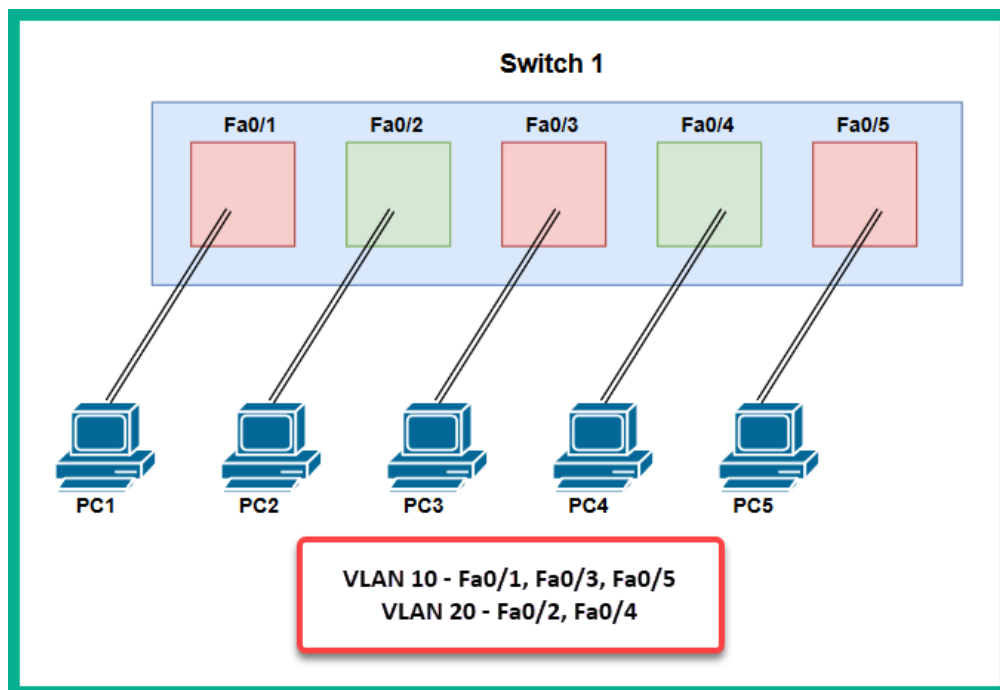 Switch 1
Fa0/1 Fa0/2 Fa0/3 Fa0/4 Fa0/5
PC1 PC2 PC3 PC4 PC5
VLAN 10 - Fa0/1, Fa0/3, Fa0/5
VLAN 20 - Fa0/2, Fa0/4